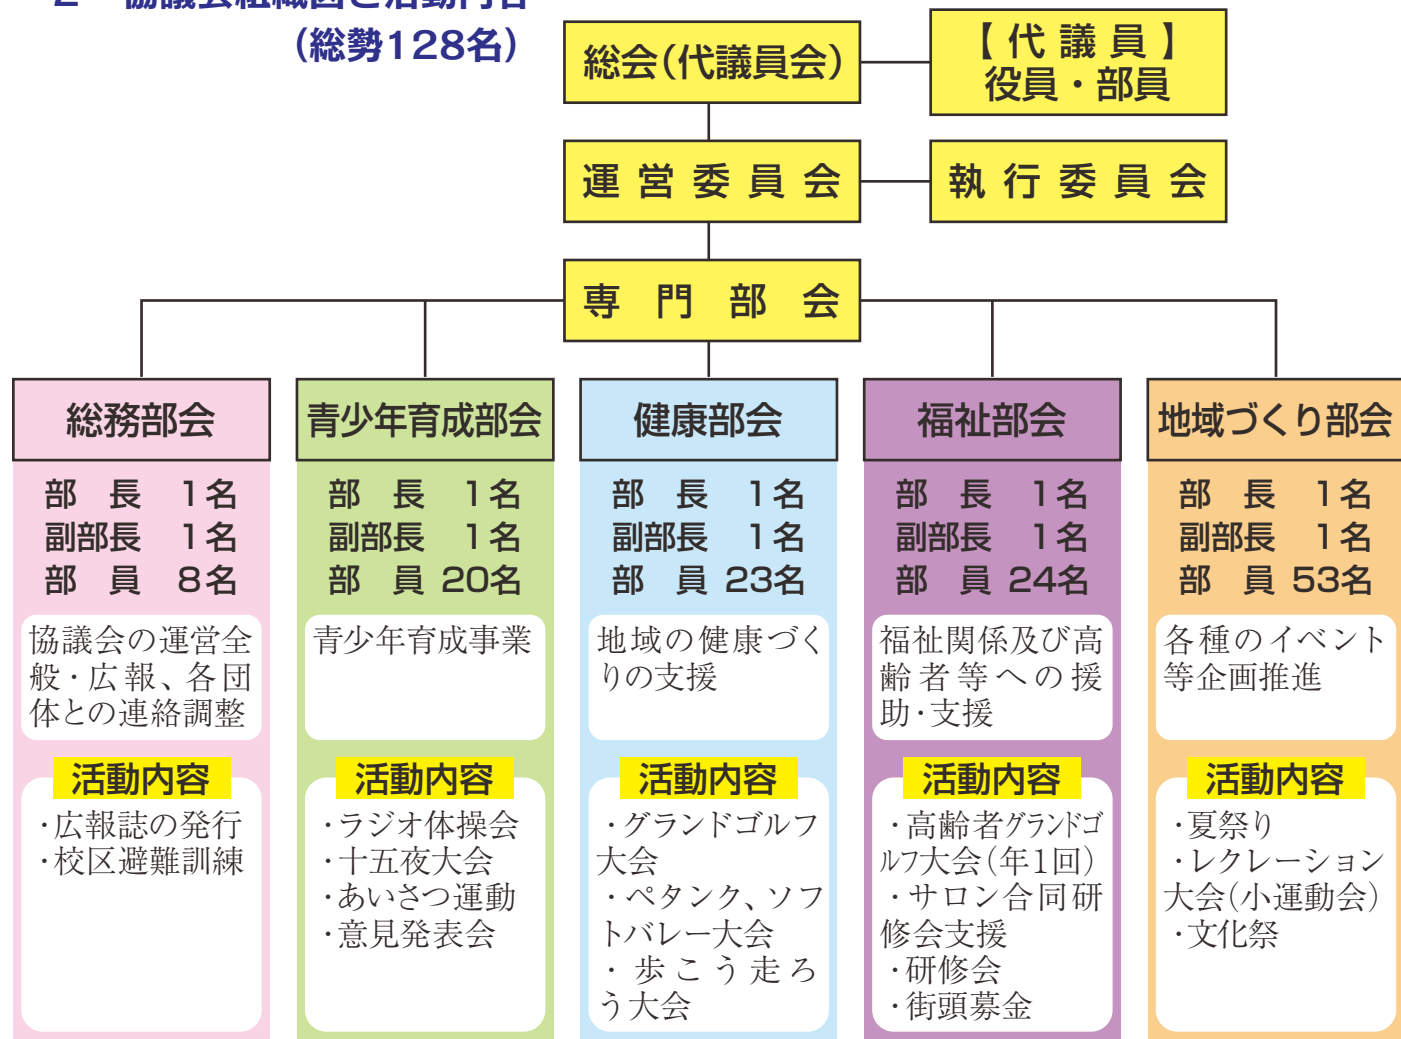 2 協議会組織図と活動内容
（総勢128名）
総会（代議員会）
【代議員】
役員・部員
運営委員会
執行委員会
専門部会
総務部会
部長 1名
副部長 1名
部員 8名
協議会の運営全
般・広報、各団
体との連絡調整
活動内容
・広報誌の発行
・校区避難訓練
青少年育成部会
部長 1名
副部長 1名
部員 20名
青少年育成事業
活動内容
・ラジオ体操会
・十五夜大会
・あいさつ運動
・意見発表会
健康部会
部長 1名
副部長 1名
部員 23名
地域の健康づく
りの支援
活動内容
・グランドゴルフ
大会
・ペタンク、ソフ
トバレー大会
・歩こう走ろ
う大会
福祉部会
部長 1名
副部長 1名
部員 24名
福祉関係及び高
齢者等への援
助・支援
活動内容
・高齢者グランドゴ
ルフ大会（年1回）
・サロン合同研
修会支援
・研修会
・街頭募金
地域づくり部会
部長 1名
副部長 1名
部員 53名
各種のイベント
等企画推進
活動内容
・夏祭り
・レクレーション
大会（小運動会）
・文化祭